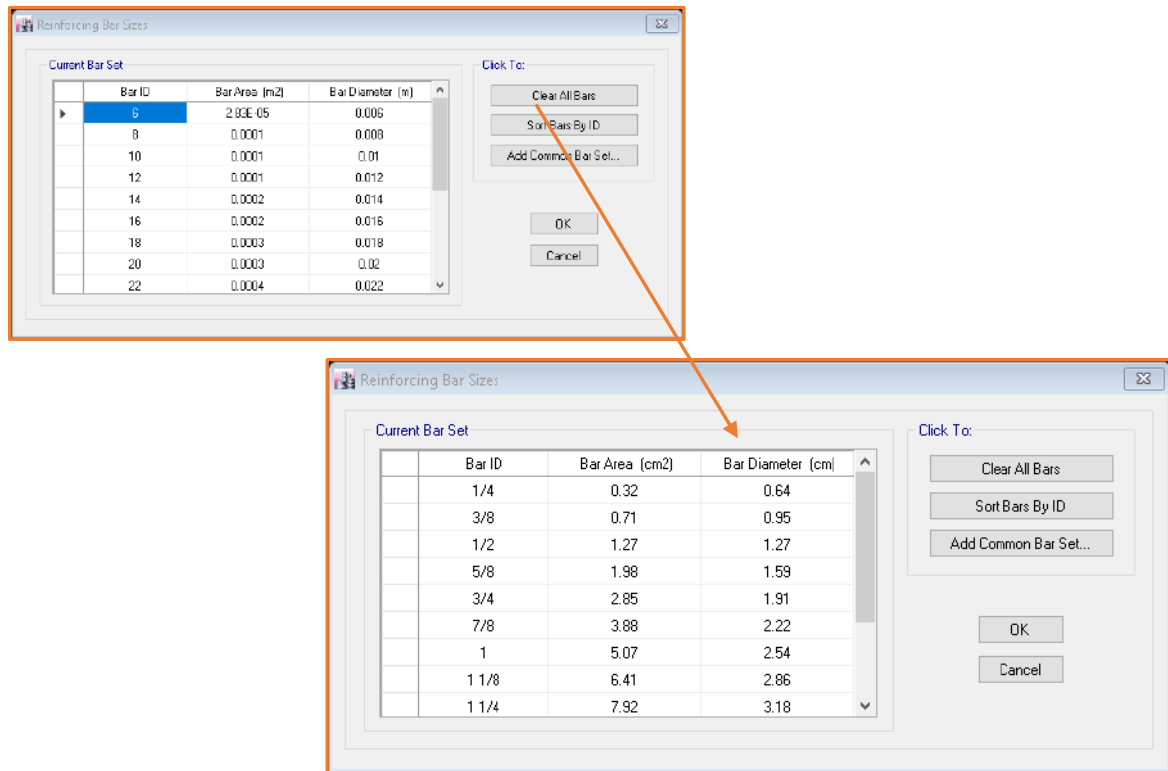 Reinforcing Bar Sizes
Current Bar Set
Click To:
Bar ID Bar Area (m2) Bar Diameter (m)
6 2.83E-05 0.006
8 0.0001 0.008
10 0.0001 0.01
12 0.0001 0.012
14 0.0002 0.014
16 0.0002 0.016
18 0.0003 0.018
20 0.0003 0.02
22 0.0004 0.022
Clear All Bars
Sort Bars By ID
Add Common Bar Set...
OK
Cancel
Reinforcing Bar Sizes
Current Bar Set
Click To:
Bar ID Bar Area (cm2) Bar Diameter (cm
1/4 0.32 0.64
3/8 0.71 0.95
1/2 1.27 1.27
5/8 1.98 1.59
3/4 2.85 1.91
7/8 3.88 2.22
1 5.07 2.54
1 1/8 6.41 2.86
1 1/4 7.92 3.18
Clear All Bars
Sort Bars By ID
Add Common Bar Set...
OK
Cancel